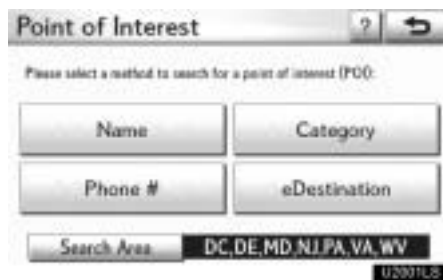 Point of Interest ?
Please select a method to search for a point of interest (POI):
Name Category
Phone # eDestination
Search Area DC,DE,MD,NJ,PA,VA,WV